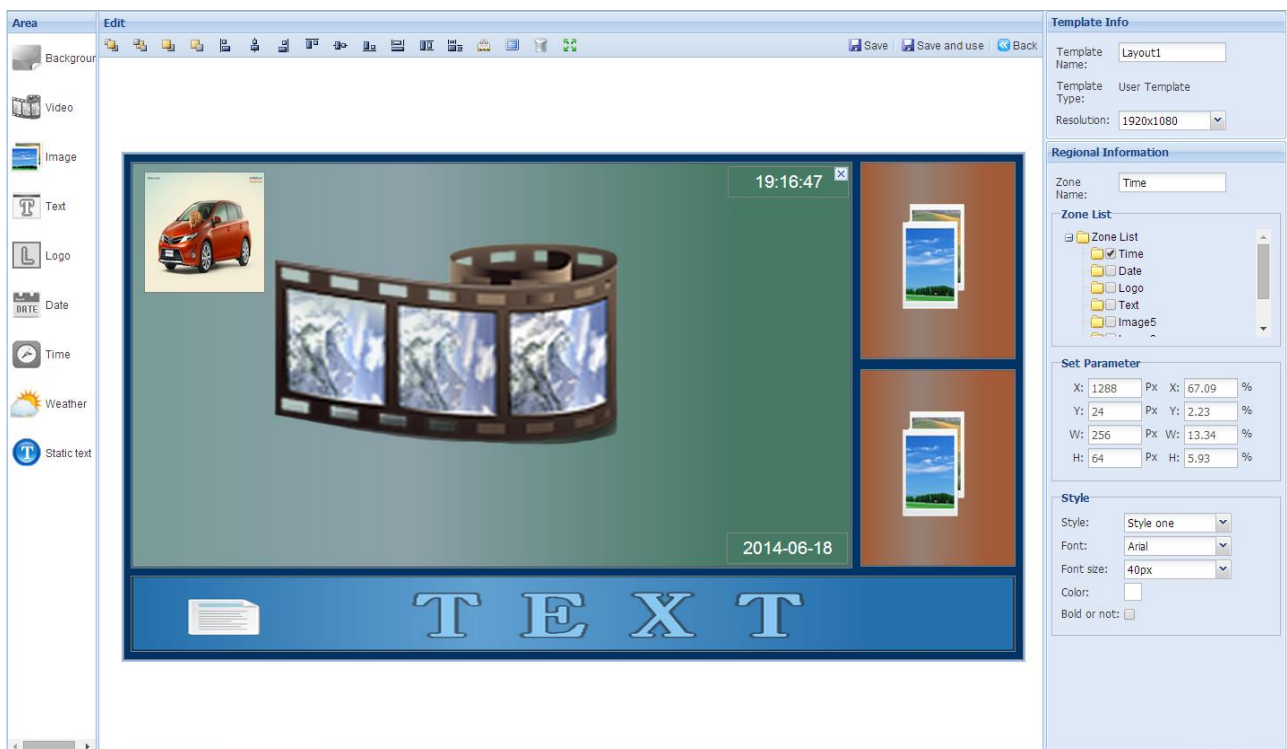 Area
Edit
Template Info
Save
Save and use
Back
Backgrour
Video
Image
Text
Logo
DATE
Date
Time
Weather
Static text
19:16:47
2014-06-18
TEXT
Template Name:
Layout1
Template Type:
User Template
Resolution:
1920x1080
Regional Information
Zone Name:
Time
Zone List
Zone List
Time
Date
Logo
Text
Image5
Set Parameter
X: 1288 Px X: 67.09 %
Y: 24 Px Y: 2.23 %
W: 256 Px W: 13.34 %
H: 64 Px H: 5.93 %
Style
Style: Style one
Font: Arial
Font size: 40px
Color:
Bold or not: